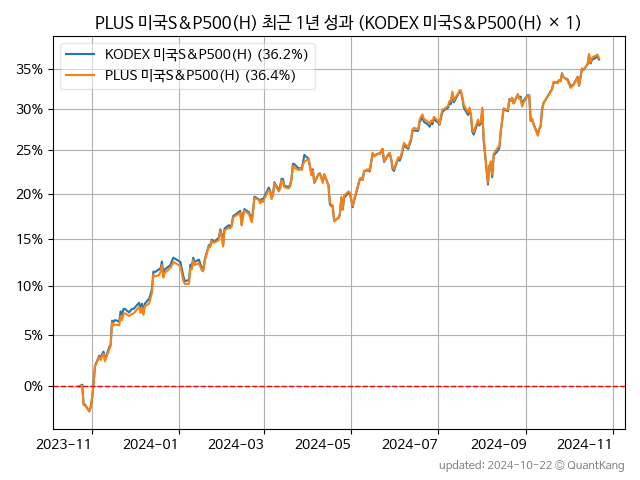 PLUS 미국S&P500(H) 최근 1년 성과 (KODEX 미국S&P500(H) × 1)
KODEX 미국S&P500(H) (36.2%)
PLUS 미국S&P500(H) (36.4%)
35%
30%
25%
20%
15%
10%
5%
0%
2023-11 2024-01 2024-03 2024-05 2024-07 2024-09 2024-11
updated: 2024-10-22 © QuantKang